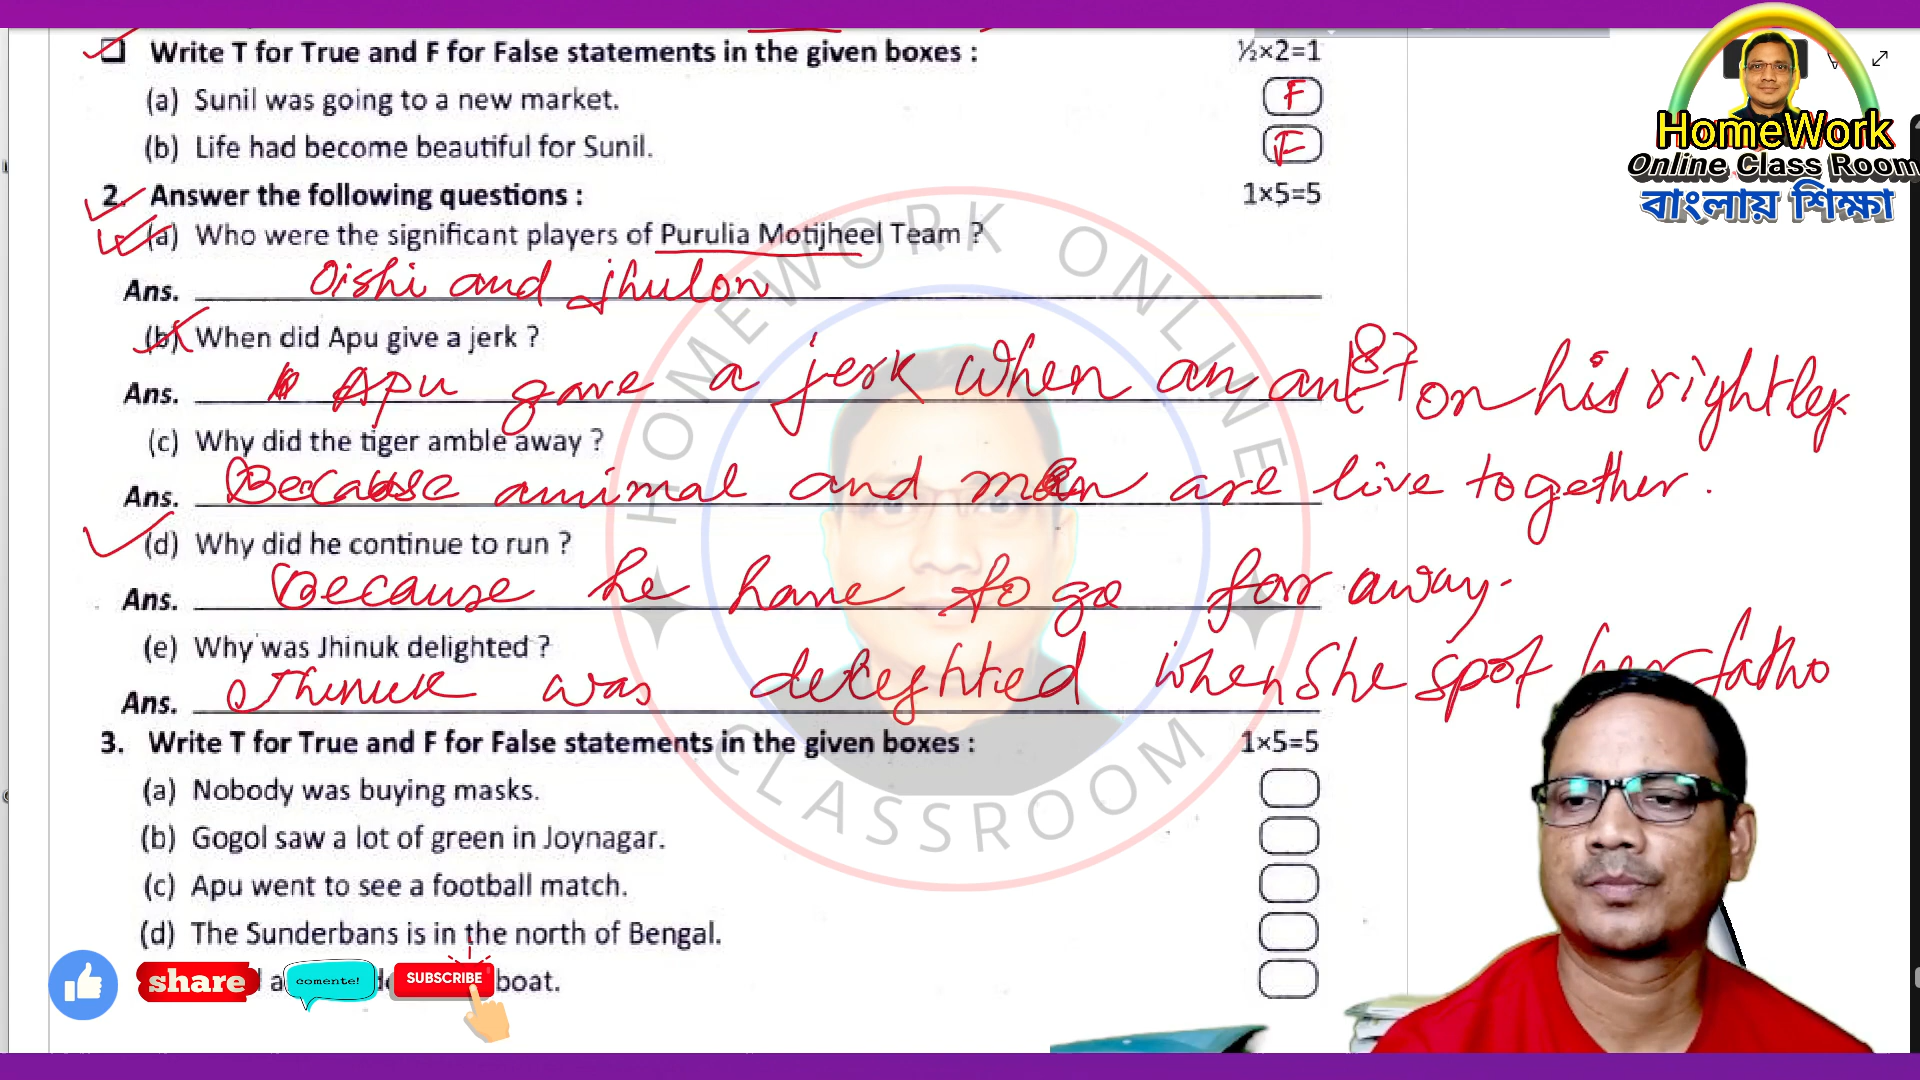 Write T for True and F for False statements in the given boxes : ½×2=1
(a) Sunil was going to a new market. F
(b) Life had become beautiful for Sunil. F
2. Answer the following questions : 1×5=5
(a) Who were the significant players of Purulia Motijheel Team ?
Ans. Oishi and jhulon
(b) When did Apu give a jerk ?
Ans. Apu gave a jerk when an ant on his right leg
(c) Why did the tiger amble away ?
Ans. Because animal and man are live together.
(d) Why did he continue to run ?
Ans. Because he have to go far away.
(e) Why was Jhinuk delighted ?
Ans. Jhinuk was delighted when she spot her
3. Write T for True and F for False statements in the given boxes : 1×5=5
(a) Nobody was buying masks.
(b) Gogol saw a lot of green in Joynagar.
(c) Apu went to see a football match.
(d) The Sunderbans is in the north of Bengal.
boat.
HomeWork
Online Class Room
বাংলায় শিক্ষা
HOMEWORK ONLINE
CLASSROOM
share
comente!
SUBSCRIBE